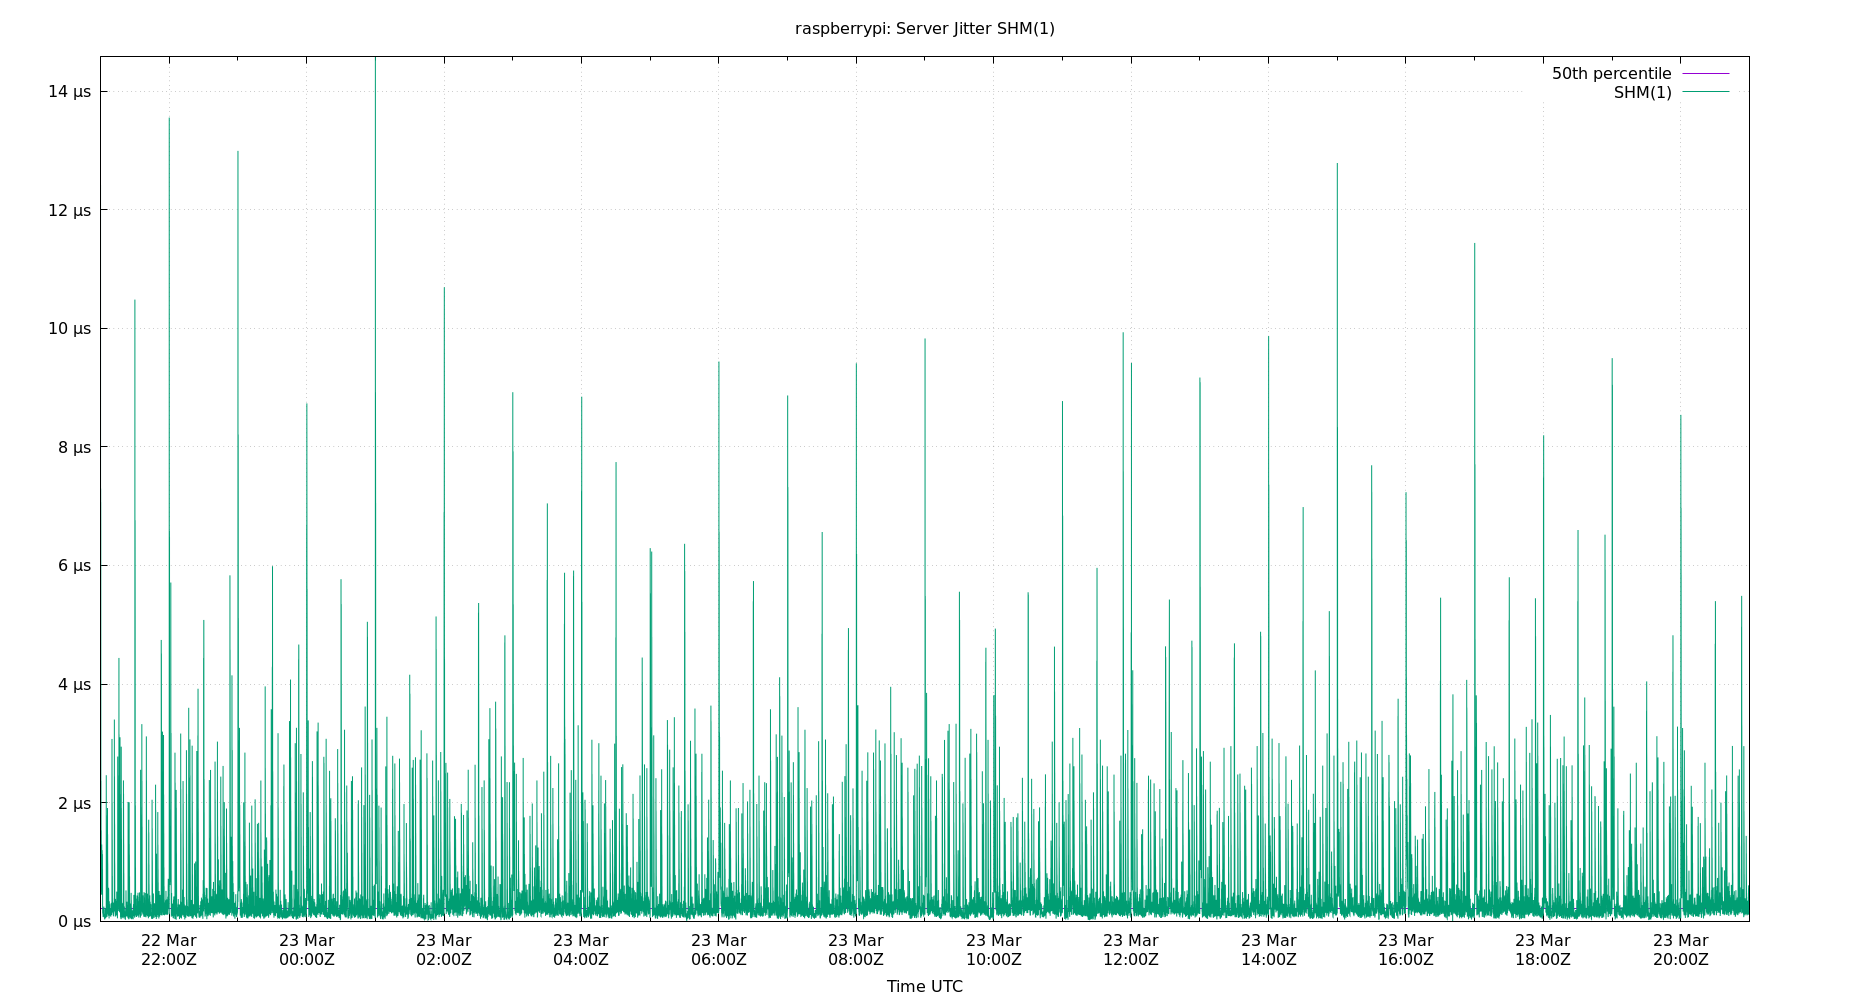 raspberrypi: Server Jitter SHM(1)
50th percentile
SHM(1)
14 µs
12 µs
10 µs
8 µs
6 µs
4 µs
2 µs
0 µs
22 Mar 23 Mar 23 Mar 23 Mar 23 Mar 23 Mar 23 Mar 23 Mar 23 Mar 23 Mar 23 Mar 23 Mar
22:00Z 00:00Z 02:00Z 04:00Z 06:00Z 08:00Z 10:00Z 12:00Z 14:00Z 16:00Z 18:00Z 20:00Z
Time UTC